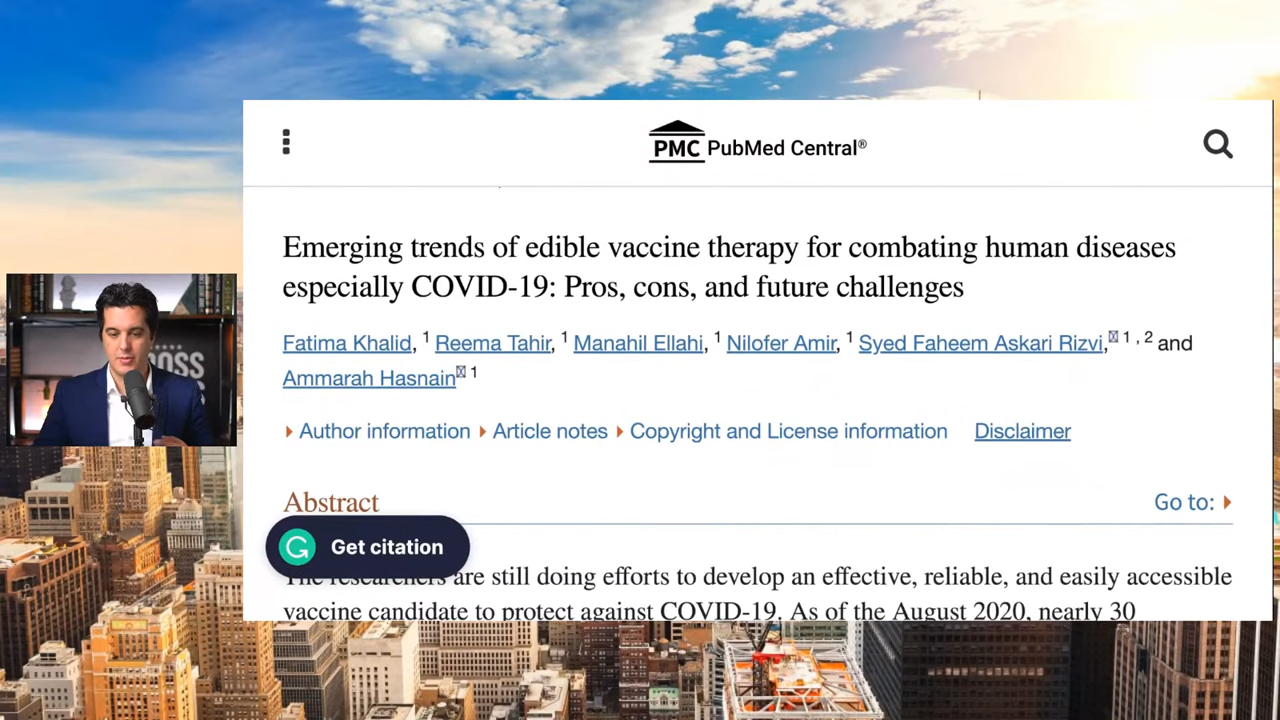 PMC PubMed Central®
Emerging trends of edible vaccine therapy for combating human diseases
especially COVID-19: Pros, cons, and future challenges
Fatima Khalid, 1 Reema Tahir, 1 Manahil Ellahi, 1 Nilofer Amir, 1 Syed Faheem Askari Rizvi, 1 , 2 and
Ammarah Hasnain 1
Author information Article notes Copyright and License information Disclaimer
Abstract
Go to:
Get citation
The researchers are still doing efforts to develop an effective, reliable, and easily accessible
vaccine candidate to protect against COVID-19. As of the August 2020, nearly 30